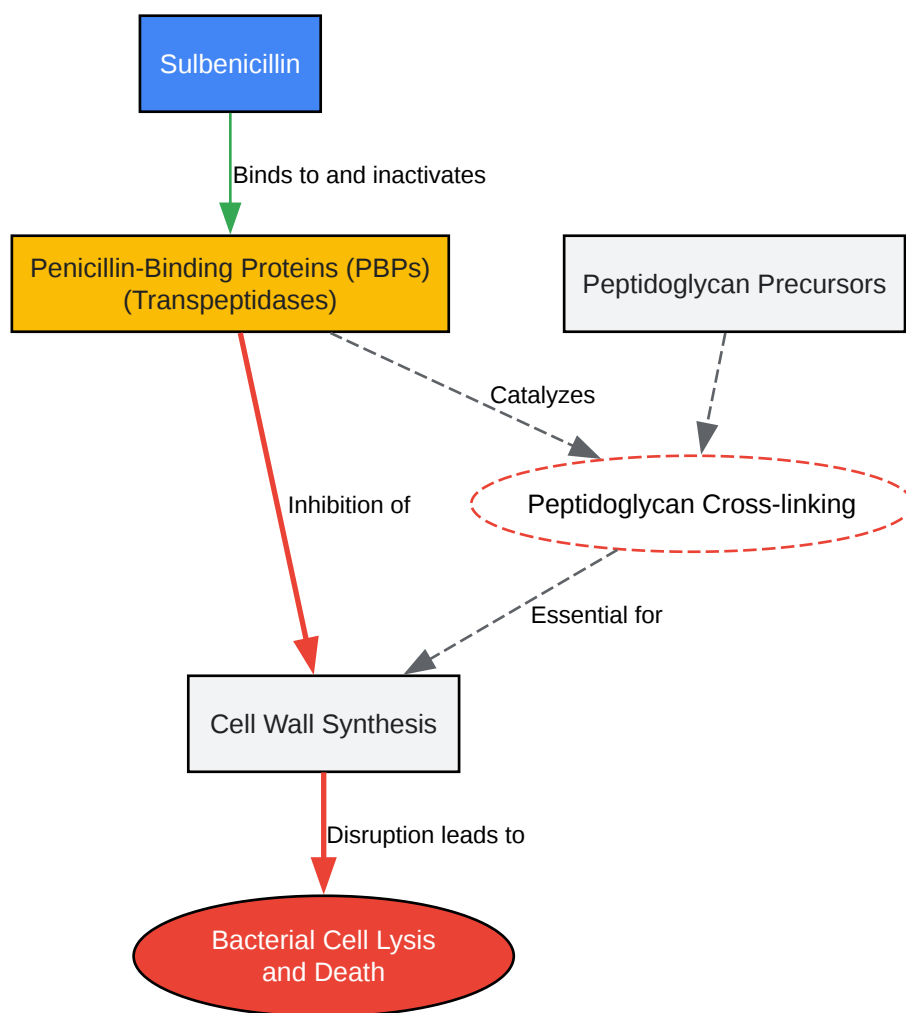 Sulbenicillin
Binds to and inactivates
Penicillin-Binding Proteins (PBPs)
(Transpeptidases)
Peptidoglycan Precursors
Catalyzes
Inhibition of
Peptidoglycan Cross-linking
Essential for
Cell Wall Synthesis
Disruption leads to
Bacterial Cell Lysis
and Death